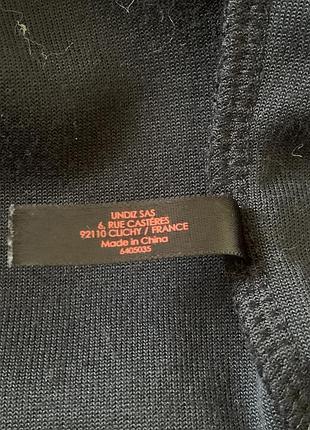 UNDIZ SAS
6, RUE CASTÉRES
92110 CLICHY / FRANCE
Made in China
6405035